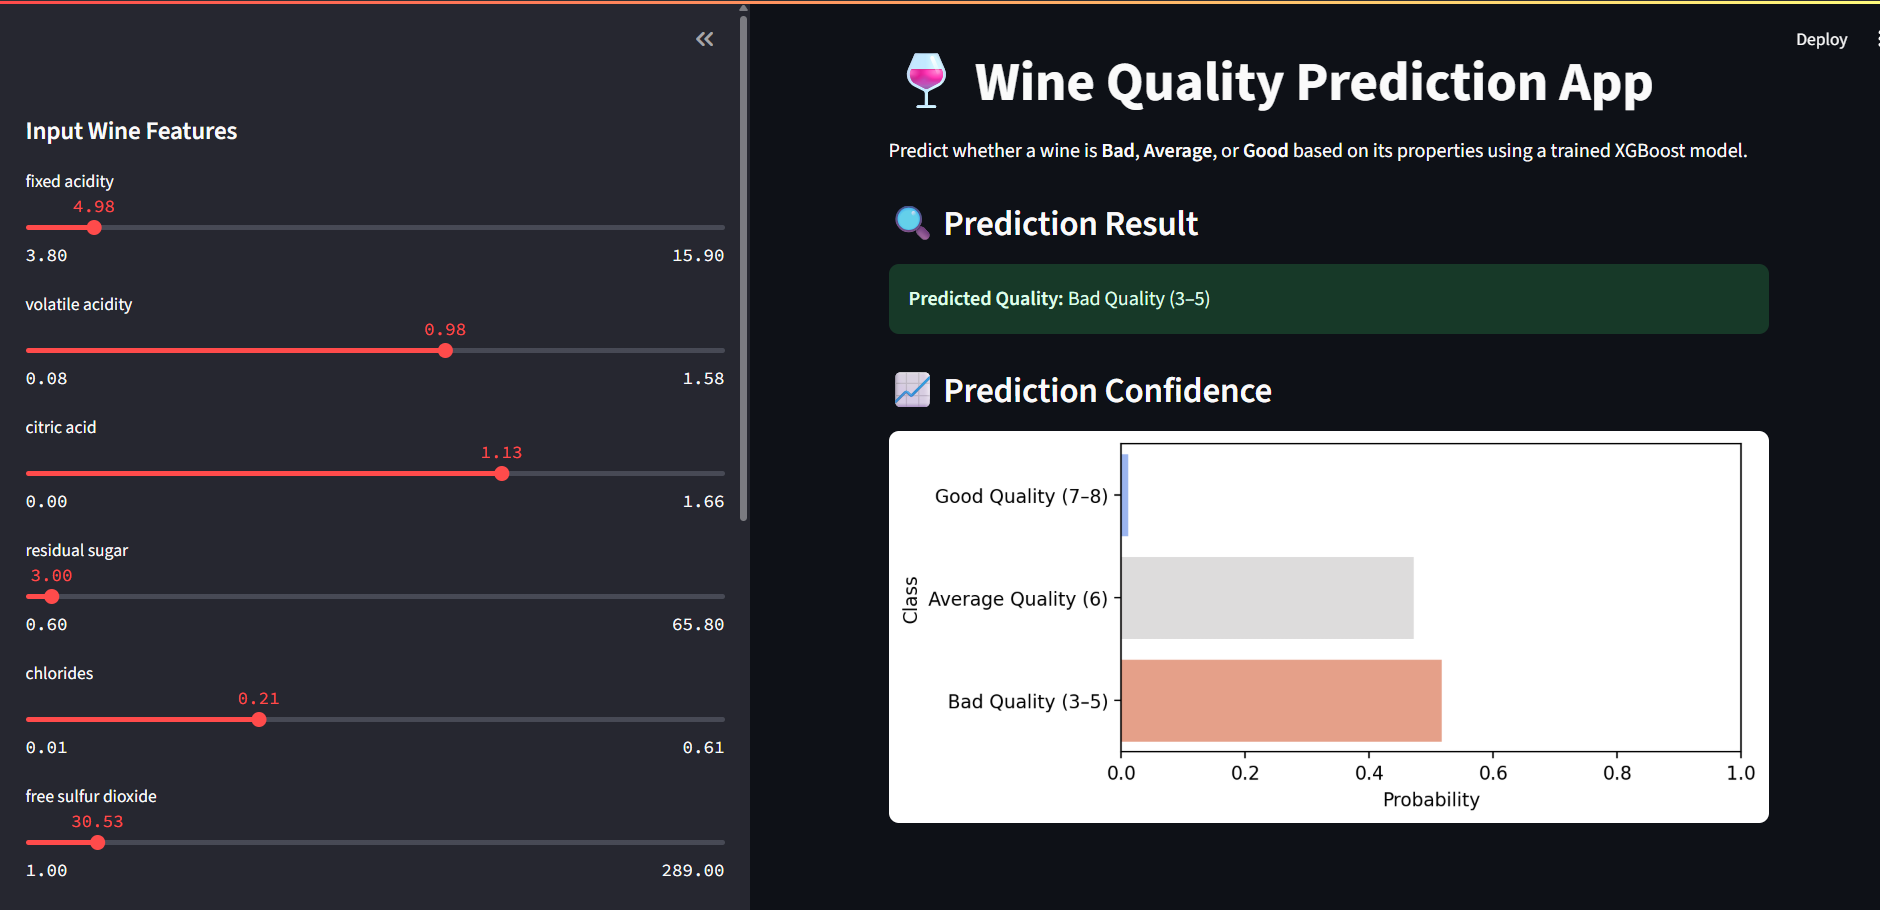 Deploy
Input Wine Features
fixed acidity
4.98
3.80 15.90
volatile acidity
0.98
0.08 1.58
citric acid
1.13
0.00 1.66
residual sugar
3.00
0.60 65.80
chlorides
0.21
0.01 0.61
free sulfur dioxide
30.53
1.00 289.00
Wine Quality Prediction App
Predict whether a wine is Bad, Average, or Good based on its properties using a trained XGBoost model.
Prediction Result
Predicted Quality: Bad Quality (3–5)
Prediction Confidence
Class
Good Quality (7–8)
Average Quality (6)
Bad Quality (3–5)
0.0 0.2 0.4 0.6 0.8 1.0
Probability